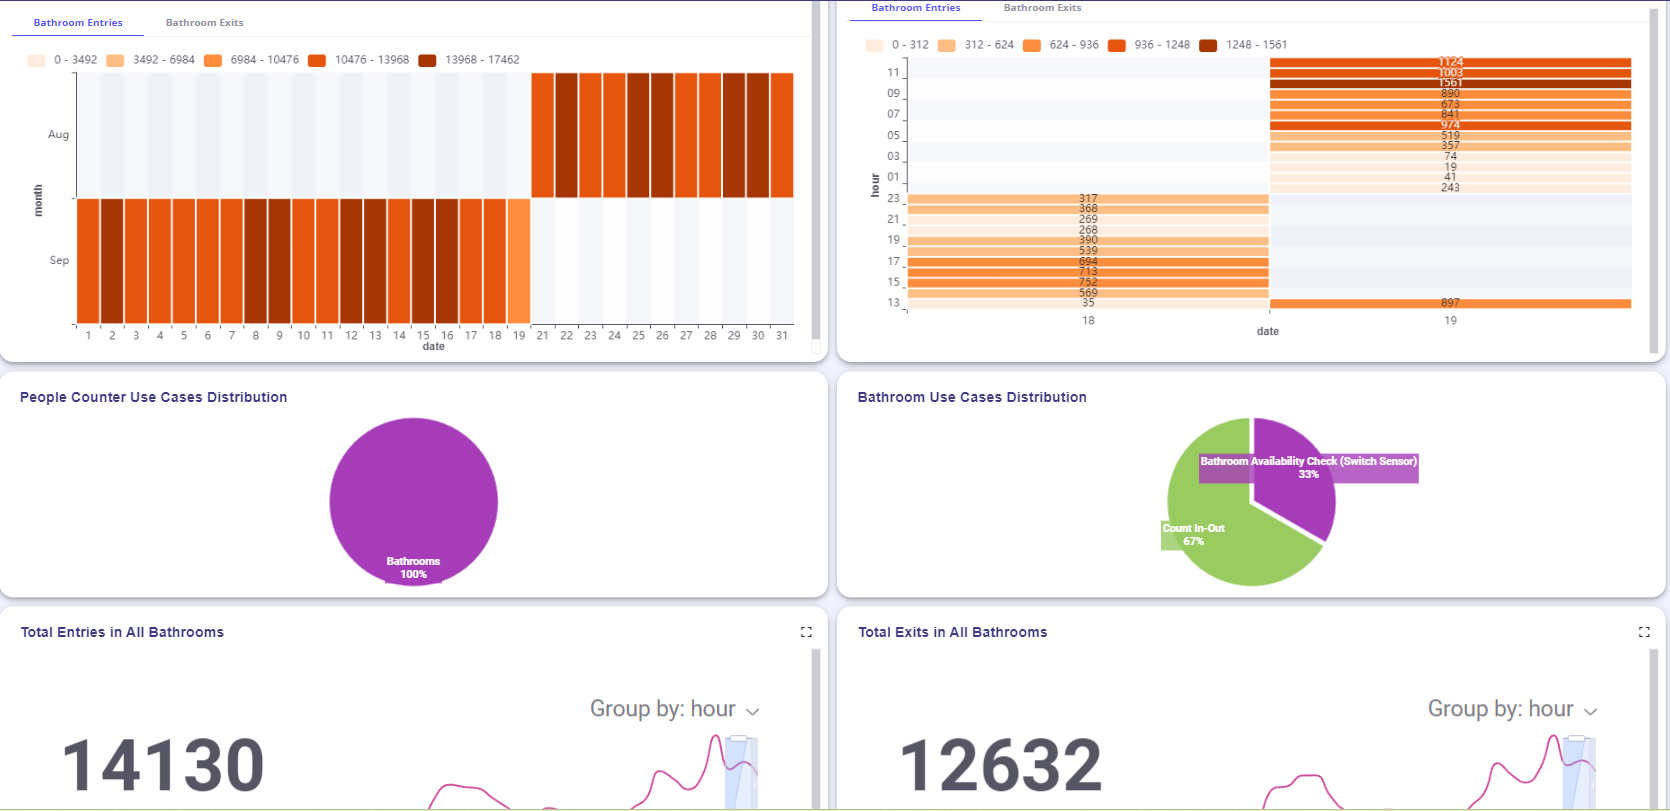 Bathroom Entries Bathroom Exits
0 - 3492 3492 - 6984 6984 - 10476 10476 - 13968 13968 - 17462
Aug
Sep
month
1 2 3 4 5 6 7 8 9 10 11 12 13 14 15 16 17 18 19 21 22 23 24 25 26 27 28 29 30 31
date
Bathroom Entries Bathroom Exits
0 - 312 312 - 624 624 - 936 936 - 1248 1248 - 1561
1124
11 1003
1561
09 890
673
07 841
974
05 519
357
03 74
19
01 41
243
hour
23 317
368
21 269
268
19 390
539
17 694
713
15 752
569
13 35 897
18 19
date
People Counter Use Cases Distribution
Bathrooms
100%
Bathroom Use Cases Distribution
Bathroom Availability Check (Switch Sensor)
33%
Count In-Out
67%
Total Entries in All Bathrooms
Group by: hour
14130
Total Exits in All Bathrooms
Group by: hour
12632